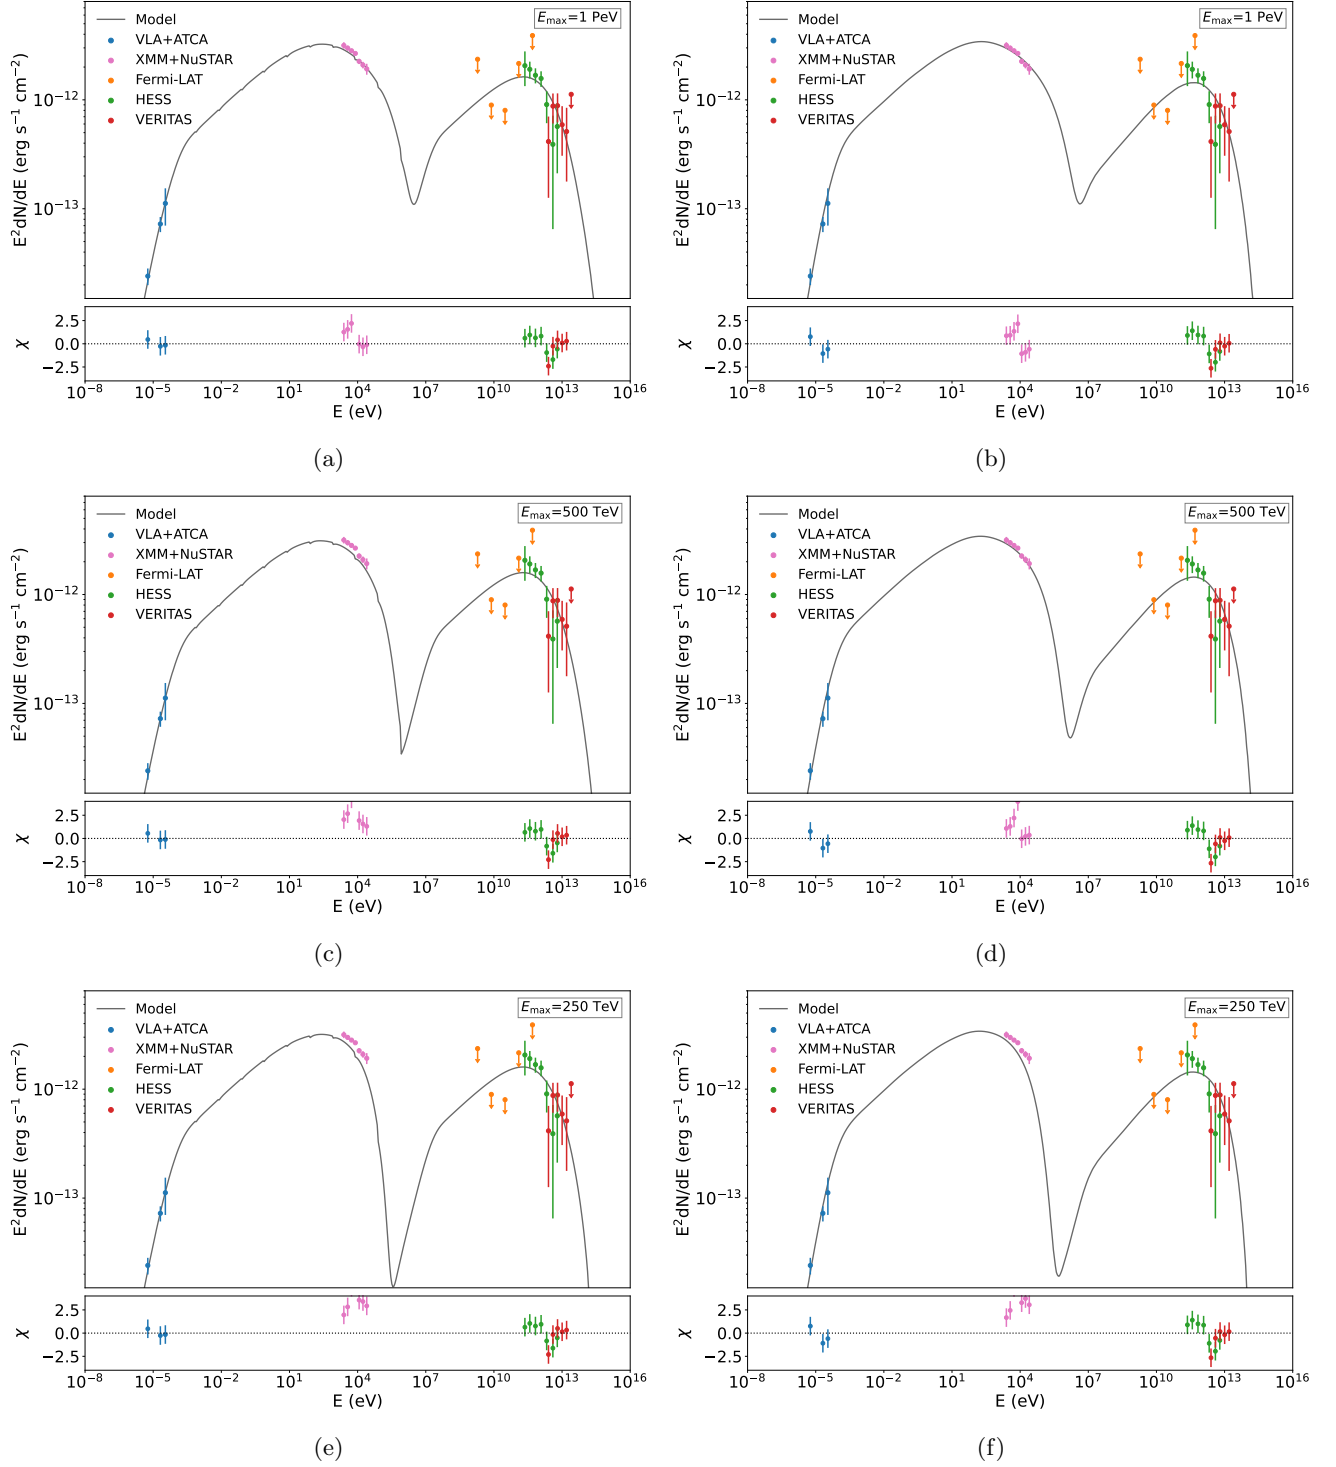 E_max=1 PeV
Model
VLA+ATCA
XMM+NuSTAR
Fermi-LAT
HESS
VERITAS
E²dN/dE (erg s⁻¹ cm⁻²)
10⁻¹²
10⁻¹³
χ
2.5
0.0
−2.5
10⁻⁸ 10⁻⁵ 10⁻² 10¹ 10⁴ 10⁷ 10¹⁰ 10¹³ 10¹⁶
E (eV)
(a)
E_max=1 PeV
Model
VLA+ATCA
XMM+NuSTAR
Fermi-LAT
HESS
VERITAS
E²dN/dE (erg s⁻¹ cm⁻²)
10⁻¹²
10⁻¹³
χ
2.5
0.0
−2.5
10⁻⁸ 10⁻⁵ 10⁻² 10¹ 10⁴ 10⁷ 10¹⁰ 10¹³ 10¹⁶
E (eV)
(b)
E_max=500 TeV
Model
VLA+ATCA
XMM+NuSTAR
Fermi-LAT
HESS
VERITAS
E²dN/dE (erg s⁻¹ cm⁻²)
10⁻¹²
10⁻¹³
χ
2.5
0.0
−2.5
10⁻⁸ 10⁻⁵ 10⁻² 10¹ 10⁴ 10⁷ 10¹⁰ 10¹³ 10¹⁶
E (eV)
(c)
E_max=500 TeV
Model
VLA+ATCA
XMM+NuSTAR
Fermi-LAT
HESS
VERITAS
E²dN/dE (erg s⁻¹ cm⁻²)
10⁻¹²
10⁻¹³
χ
2.5
0.0
−2.5
10⁻⁸ 10⁻⁵ 10⁻² 10¹ 10⁴ 10⁷ 10¹⁰ 10¹³ 10¹⁶
E (eV)
(d)
E_max=250 TeV
Model
VLA+ATCA
XMM+NuSTAR
Fermi-LAT
HESS
VERITAS
E²dN/dE (erg s⁻¹ cm⁻²)
10⁻¹²
10⁻¹³
χ
2.5
0.0
−2.5
10⁻⁸ 10⁻⁵ 10⁻² 10¹ 10⁴ 10⁷ 10¹⁰ 10¹³ 10¹⁶
E (eV)
(e)
E_max=250 TeV
Model
VLA+ATCA
XMM+NuSTAR
Fermi-LAT
HESS
VERITAS
E²dN/dE (erg s⁻¹ cm⁻²)
10⁻¹²
10⁻¹³
χ
2.5
0.0
−2.5
10⁻⁸ 10⁻⁵ 10⁻² 10¹ 10⁴ 10⁷ 10¹⁰ 10¹³ 10¹⁶
E (eV)
(f)